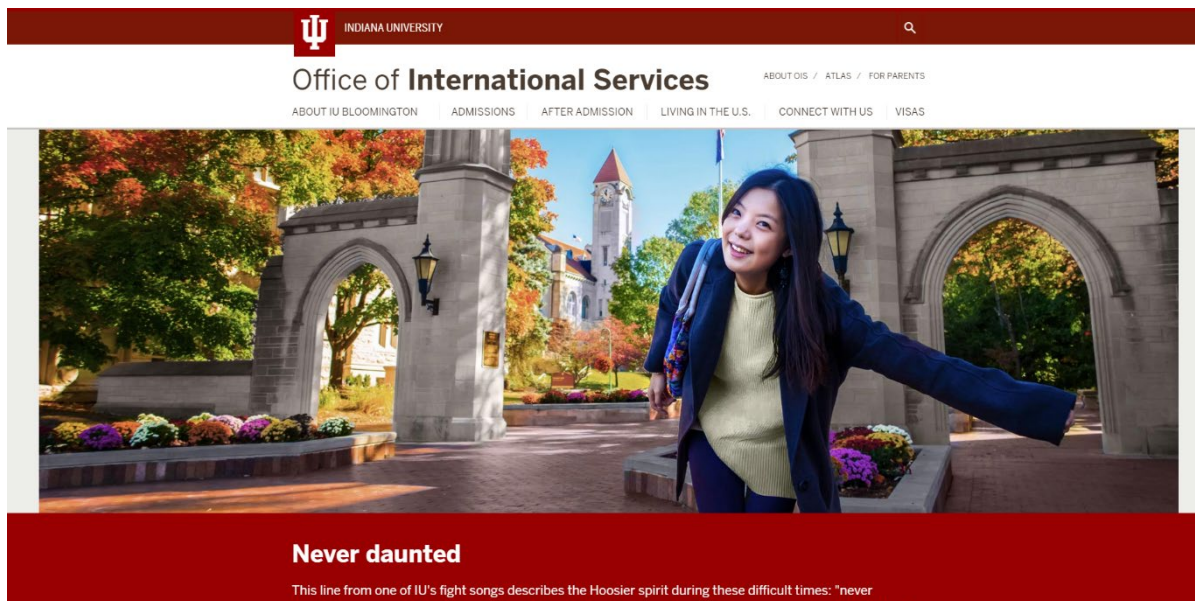 INDIANA UNIVERSITY
Office of International Services
ABOUT OIS / ATLAS / FOR PARENTS
ABOUT IU BLOOMINGTON ADMISSIONS AFTER ADMISSION LIVING IN THE U.S. CONNECT WITH US VISAS
Never daunted
This line from one of IU's fight songs describes the Hoosier spirit during these difficult times: "never